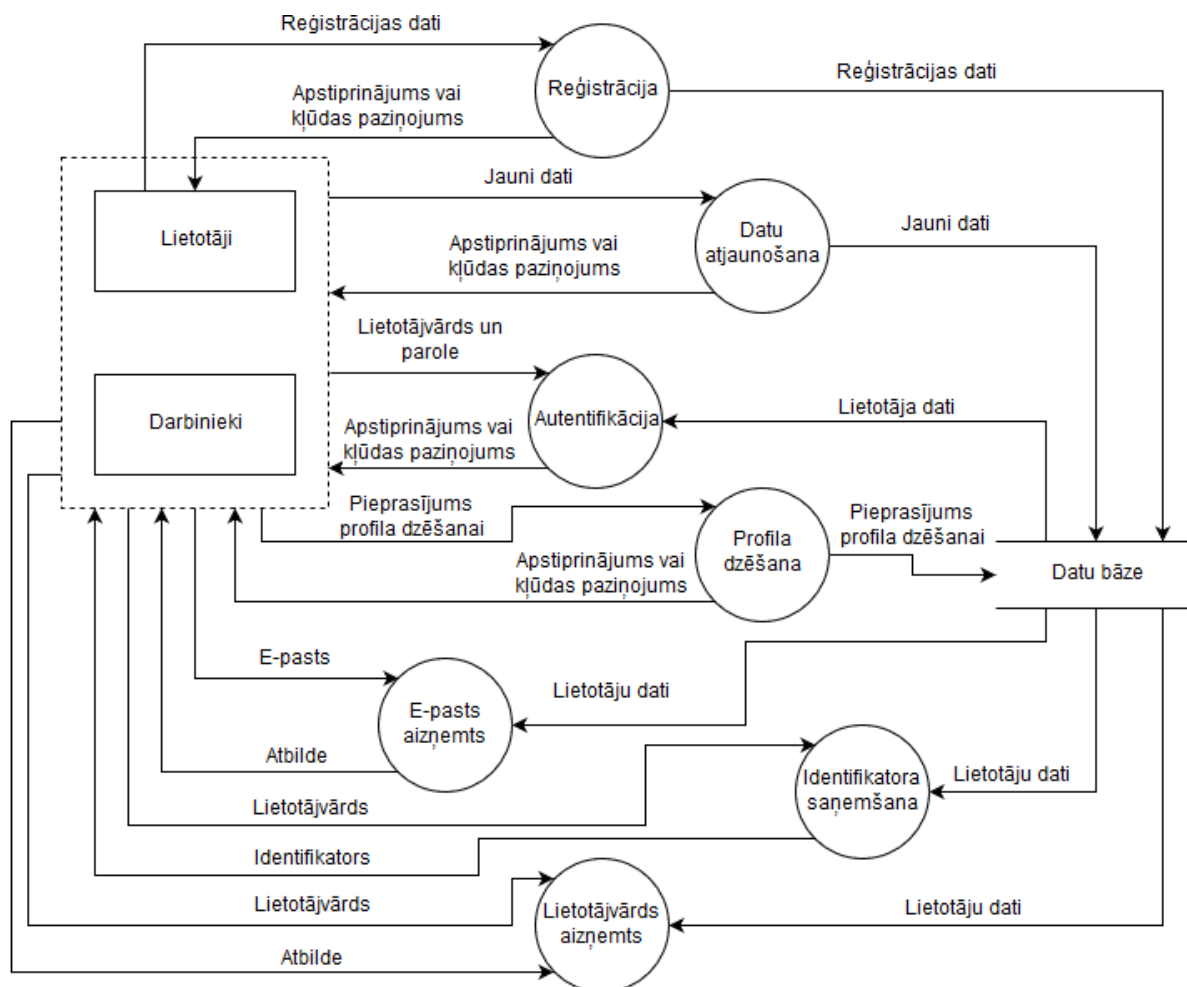 Reģistrācijas dati
Reģistrācija
Reģistrācijas dati
Apstiprinājums vai
kļūdas paziņojums
Jauni dati
Lietotāji
Datu
atjaunošana
Jauni dati
Apstiprinājums vai
kļūdas paziņojums
Lietotājvārds un
parole
Darbinieki
Autentifikācija
Lietotāja dati
Apstiprinājums vai
kļūdas paziņojums
Pieprasījums
profila dzēšanai
Profila
dzēšana
Pieprasījums
profila dzēšanai
Apstiprinājums vai
kļūdas paziņojums
Datu bāze
E-pasts
E-pasts
aizņemts
Lietotāju dati
Atbilde
Identifikatora
saņemšana
Lietotāju dati
Lietotājvārds
Identifikators
Lietotājvārds
Lietotājvārds
aizņemts
Lietotāju dati
Atbilde